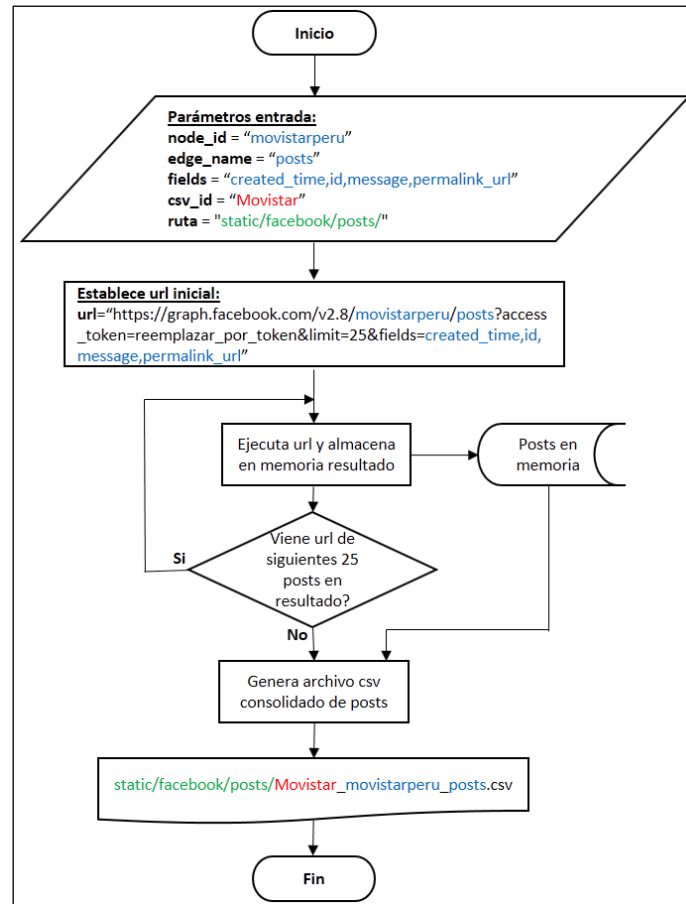 Inicio
Parámetros entrada:
node_id = “movistarperu”
edge_name = “posts”
fields = “created_time,id,message,permalink_url”
csv_id = “Movistar”
ruta = "static/facebook/posts/"
Establece url inicial:
url=“https://graph.facebook.com/v2.8/movistarperu/posts?access
_token=reemplazar_por_token&limit=25&fields=created_time,id,
message,permalink_url”
Ejecuta url y almacena
en memoria resultado
Posts en
memoria
Viene url de
siguientes 25
posts en
resultado?
Si
No
Genera archivo csv
consolidado de posts
static/facebook/posts/Movistar_movistarperu_posts.csv
Fin